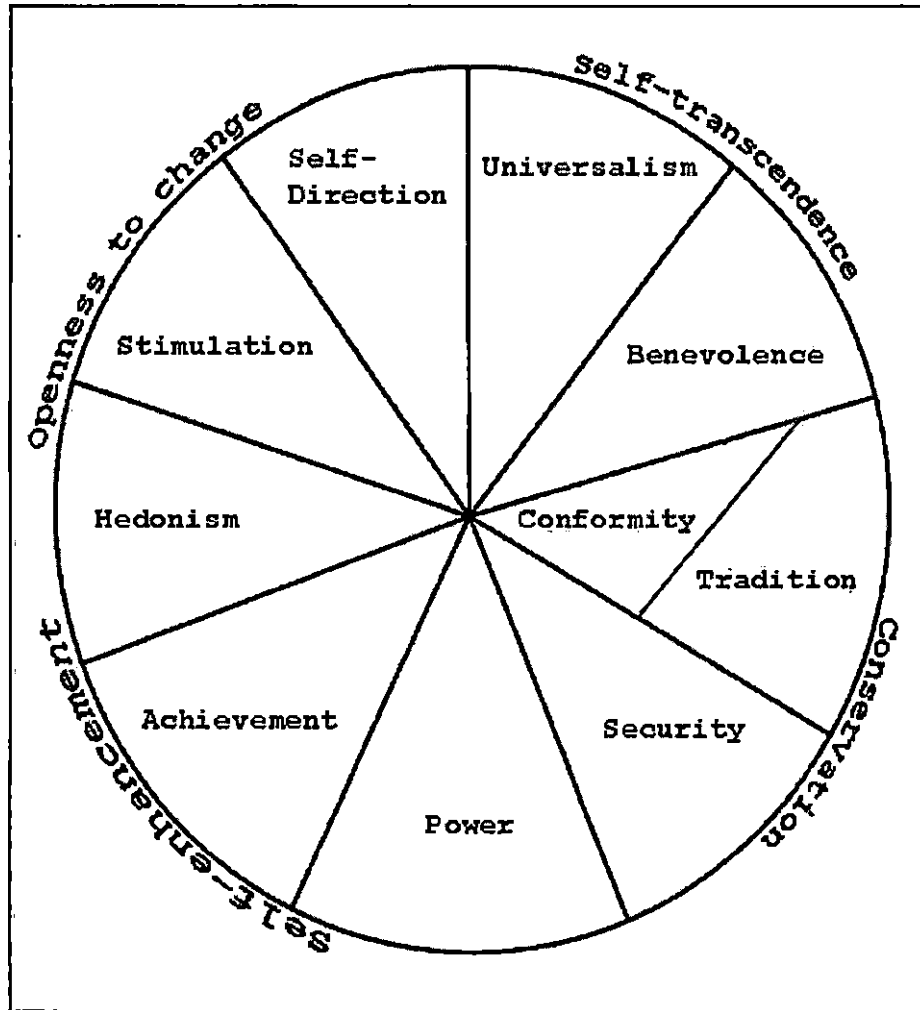 Self-transcendence
Openness to change
Self-
Direction
Universalism
Stimulation
Benevolence
Hedonism
Conformity
Tradition
Achievement
Security
Power
Self-enhancement
Conservation